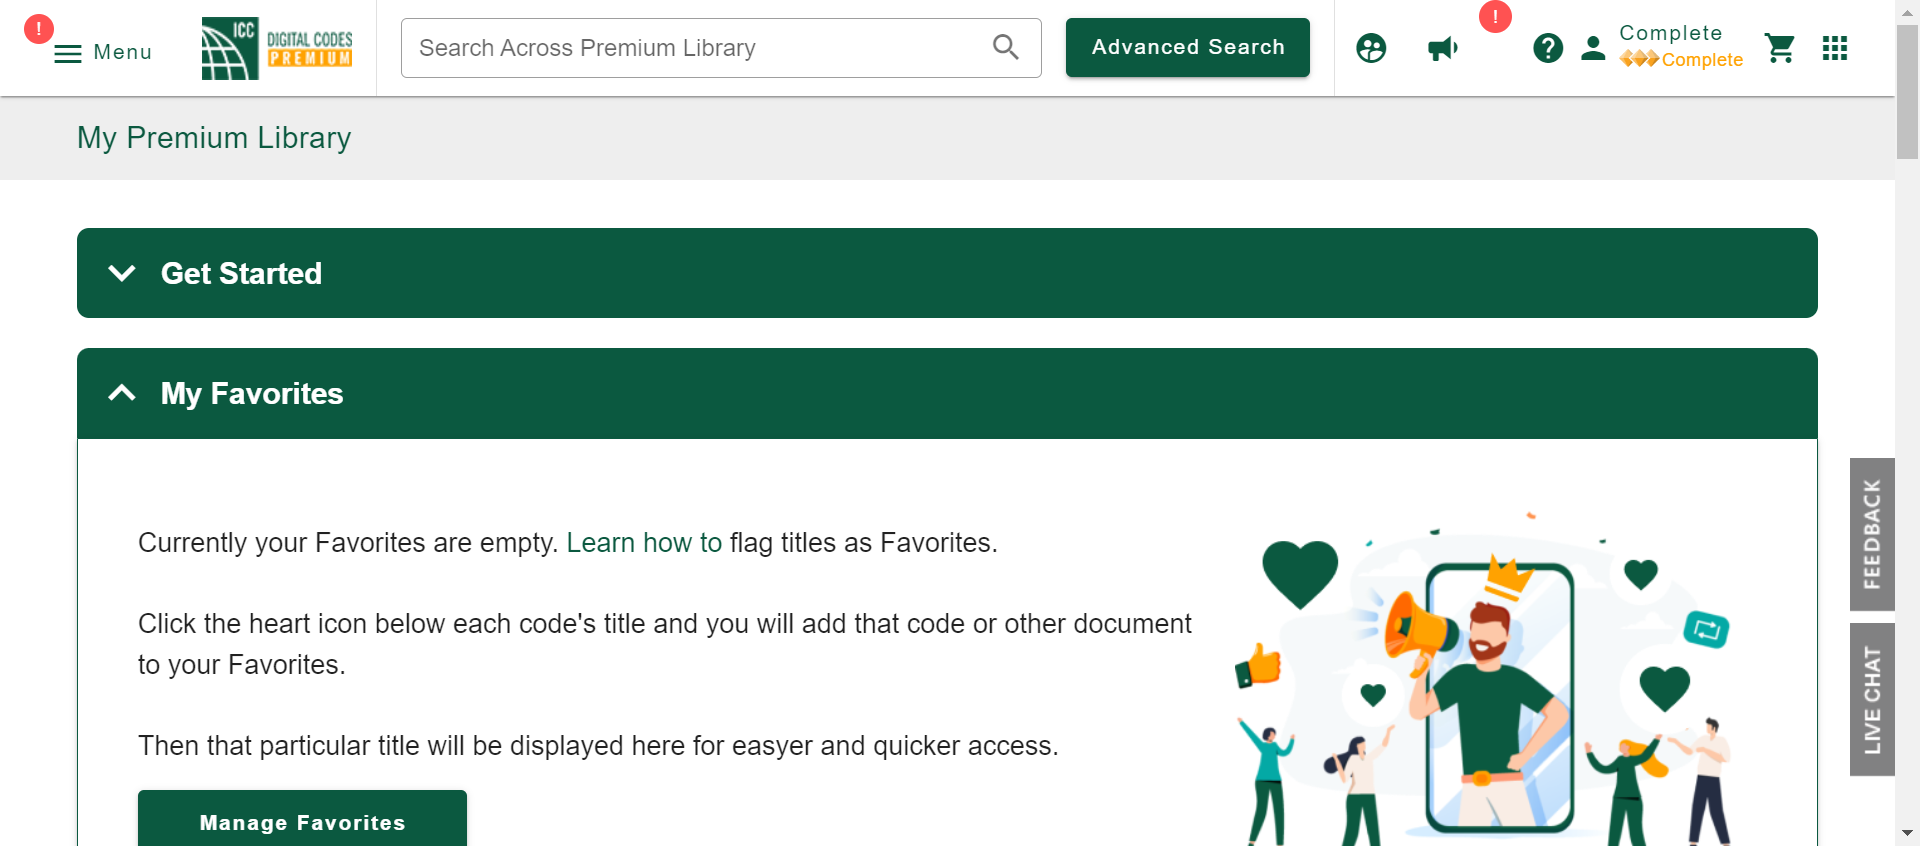 !
Menu
ICC
DIGITAL CODES
PREMIUM
Search Across Premium Library
Advanced Search
!
?
Complete
Complete
My Premium Library
Get Started
My Favorites
Currently your Favorites are empty. Learn how to flag titles as Favorites.
Click the heart icon below each code's title and you will add that code or other document
to your Favorites.
Then that particular title will be displayed here for easyer and quicker access.
Manage Favorites
FEEDBACK
LIVE CHAT